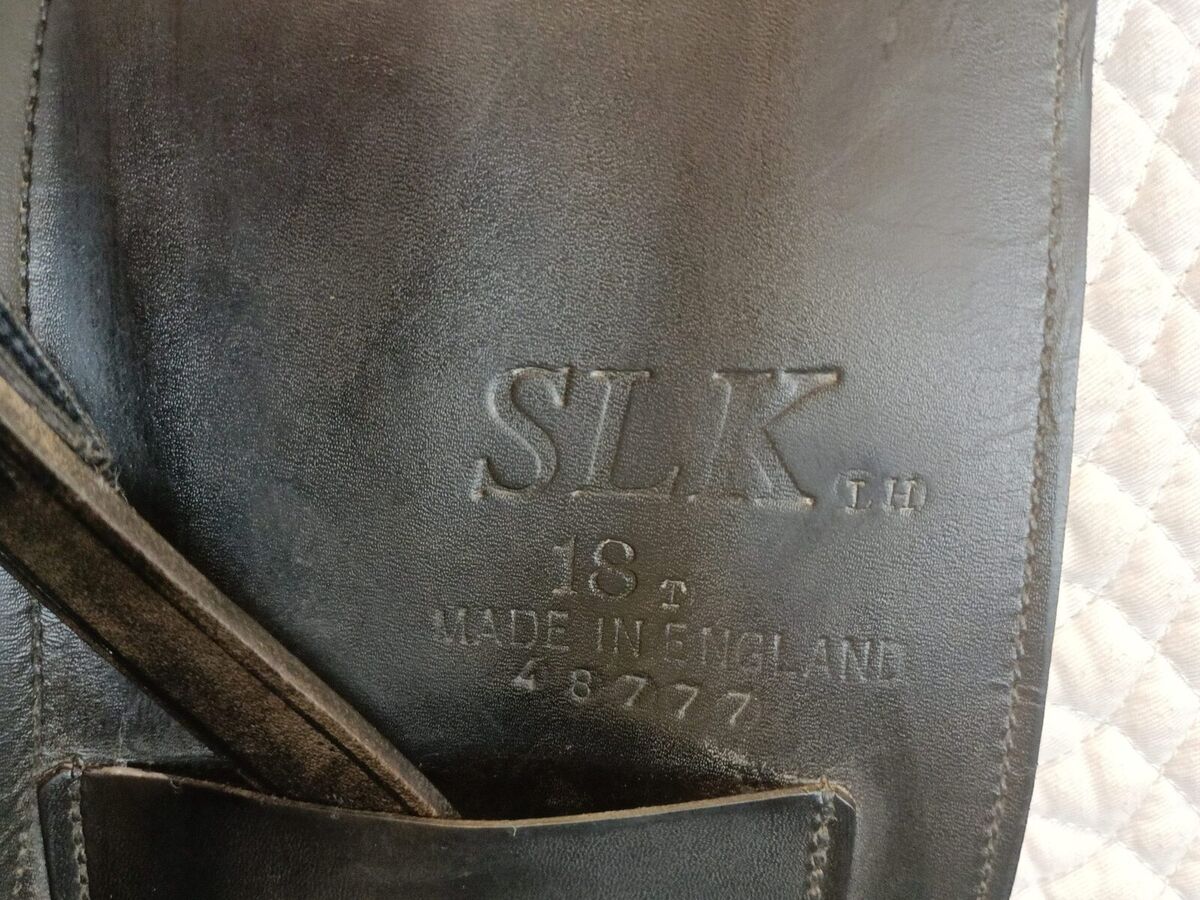 SLK LH
18 T
MADE IN ENGLAND
48777